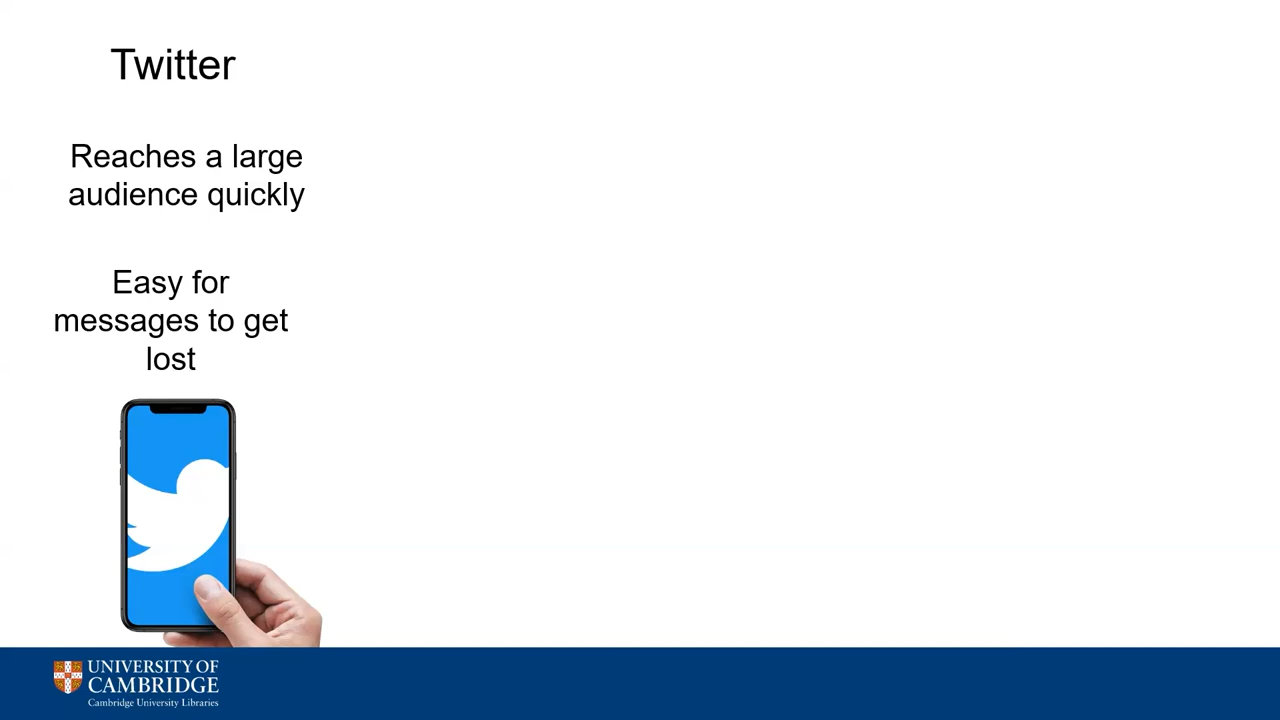 Twitter
Reaches a large
audience quickly
Easy for
messages to get
lost
UNIVERSITY OF
CAMBRIDGE
Cambridge University Libraries